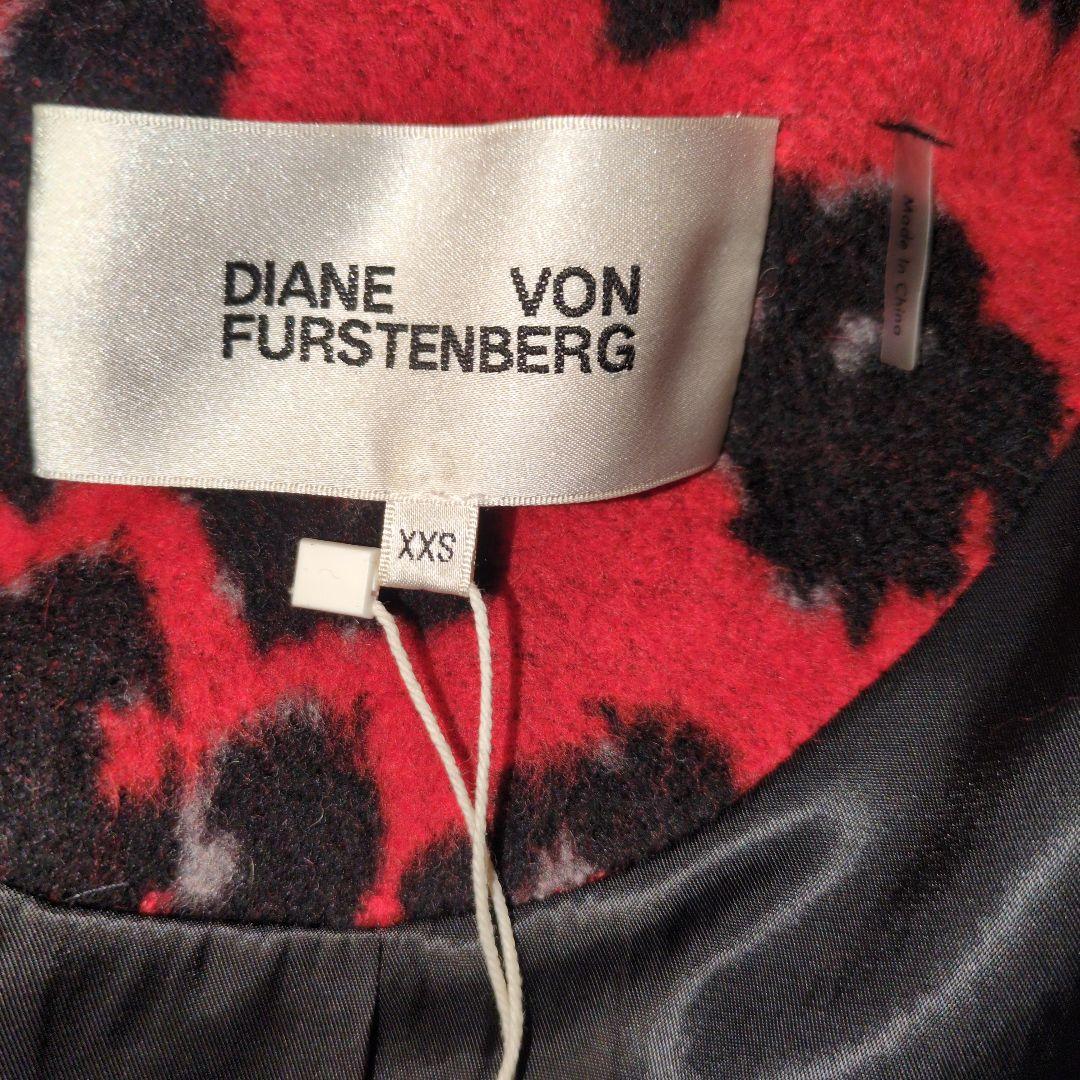 DIANE VON
FURSTENBERG
XXS
Made In China